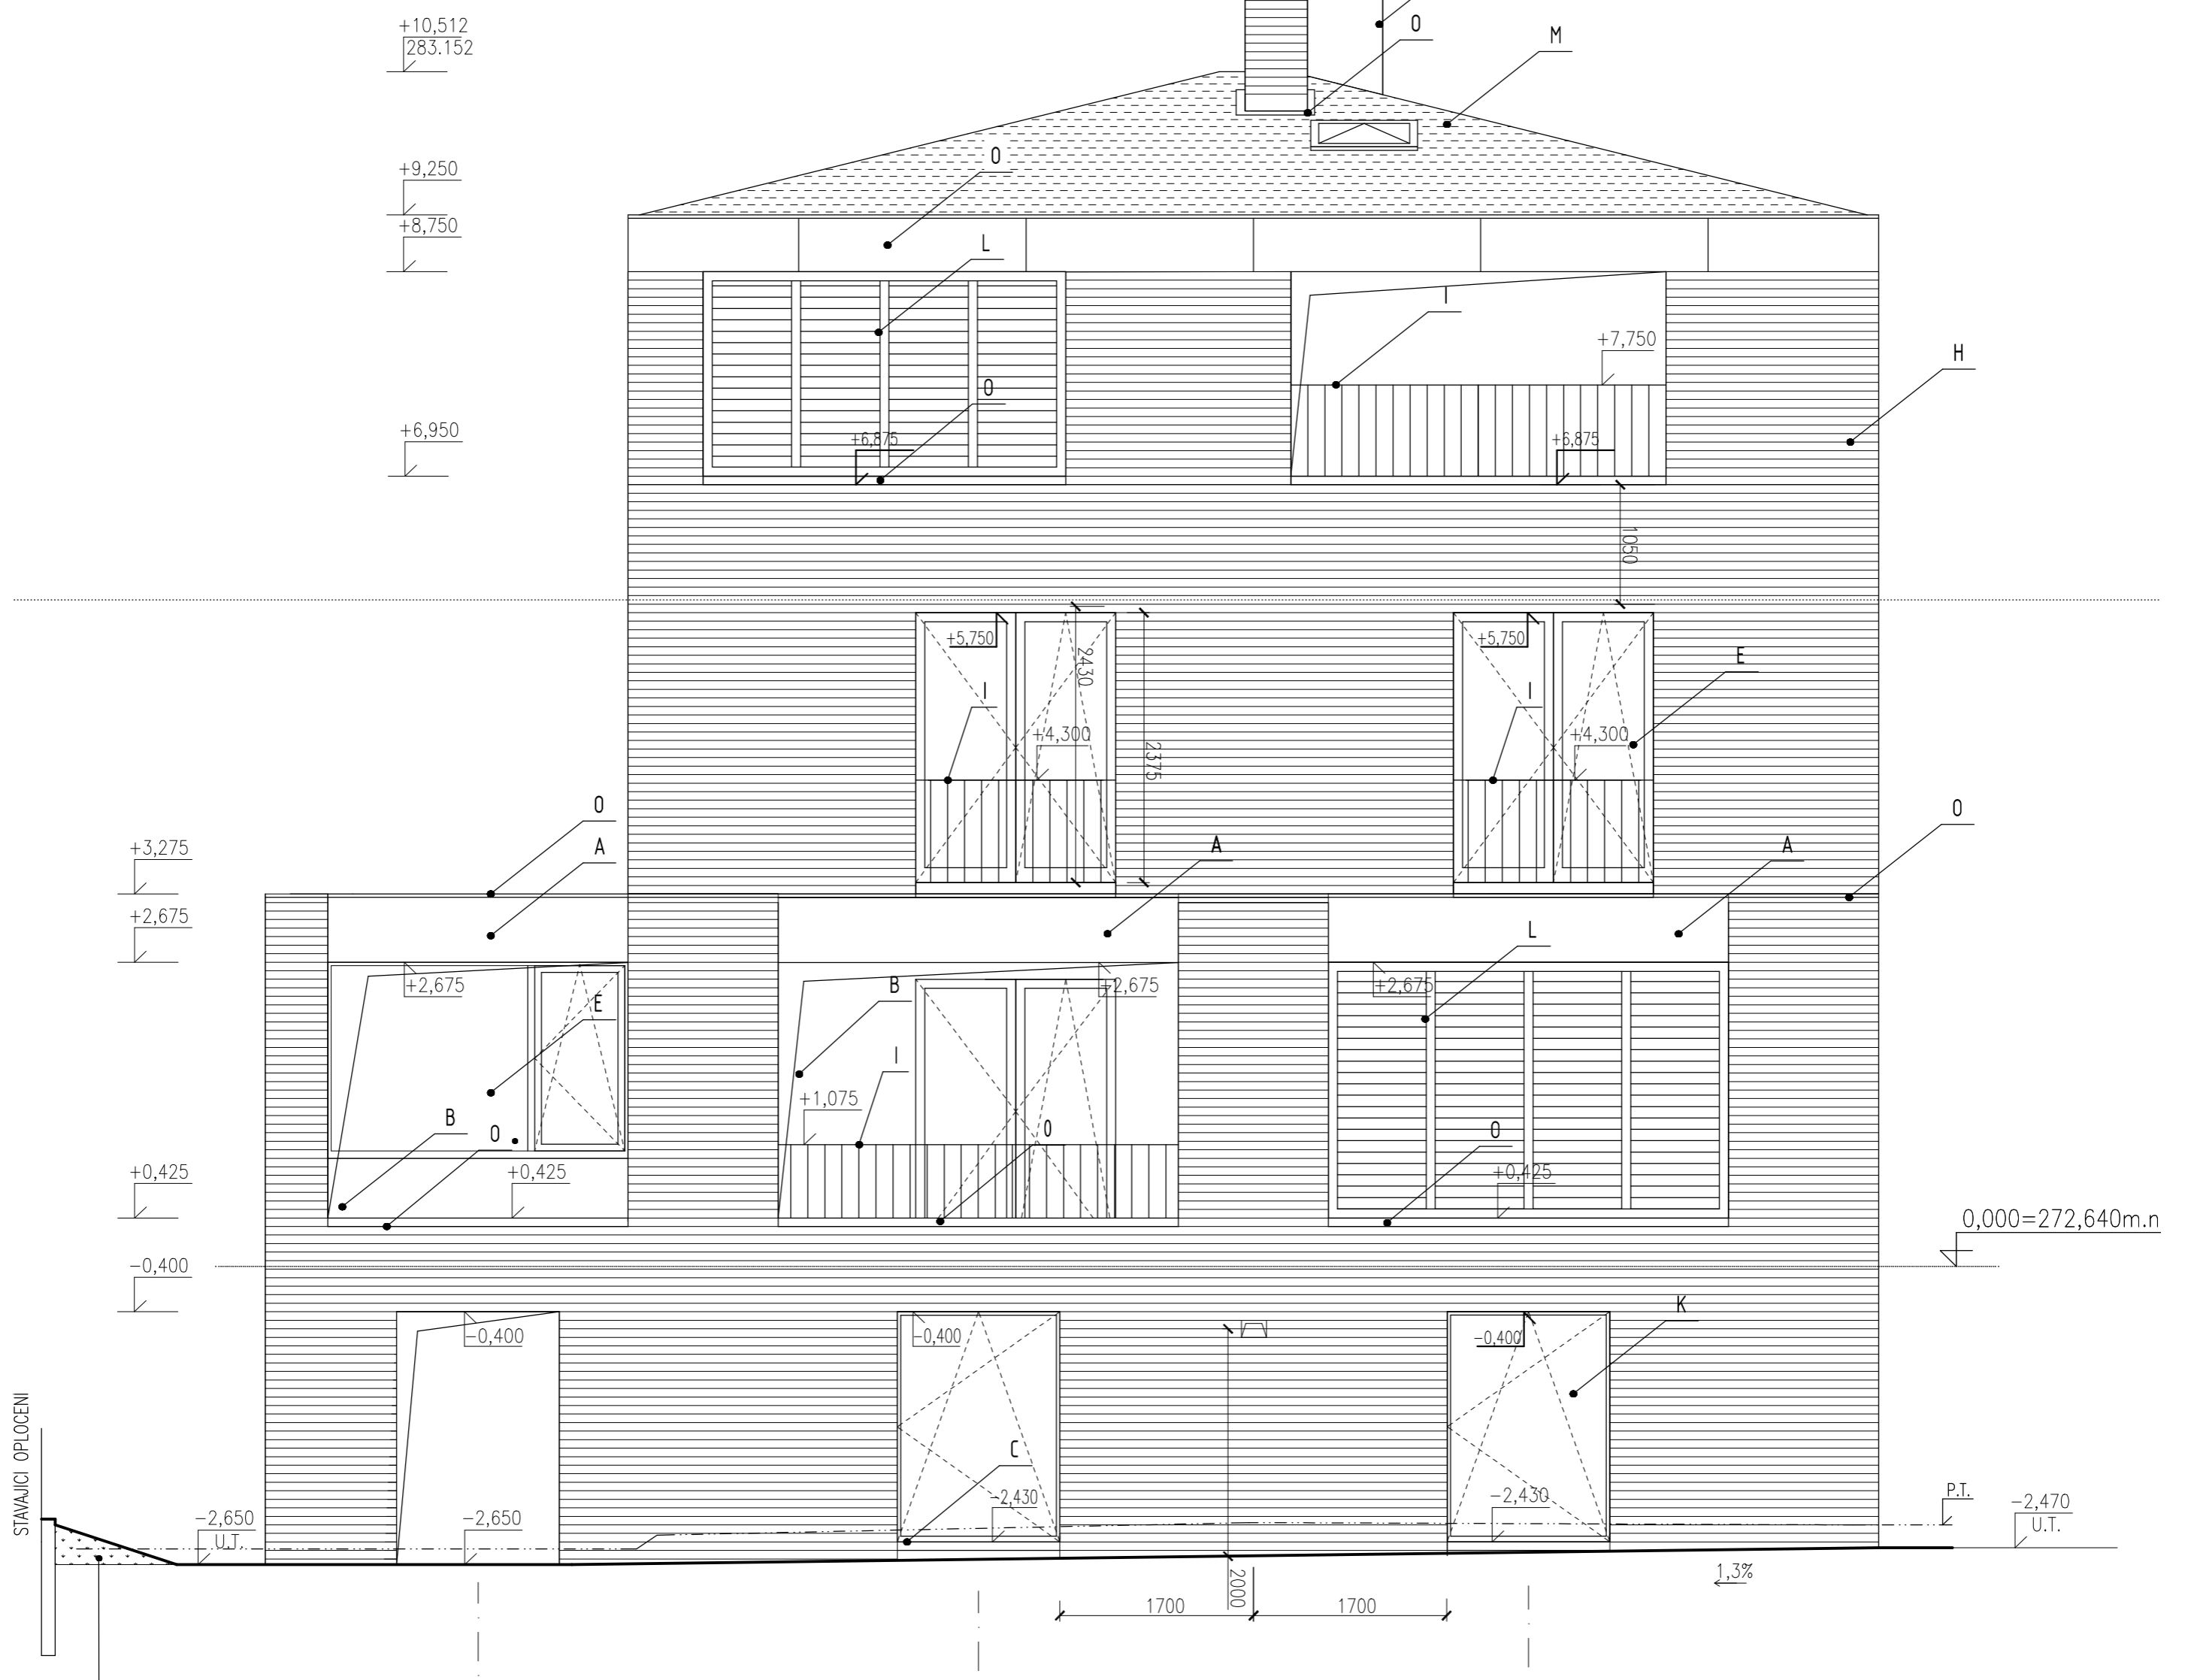 +10,512
283.152
O
M
+9,250
O
+8,750
L
I
+7,750
H
O
+6,950
+6,875
+6,875
1050
+5,750
2430
+5,750
E
I
I
+4,300
2375
+4,300
O
O
+3,275
A
A
A
+2,675
L
+2,675
E
B
+2,675
+2,675
I
+1,075
B
O
O
O
+0,425
+0,425
+0,425
0,000=272,640m.n
-0,400
K
-0,400
-0,400
-0,400
STAVAJICI OPLOCENI
C
-2,650
U.T.
-2,650
-2,430
-2,430
P.T.
-2,470
U.T.
2000
1,3%
1700
1700